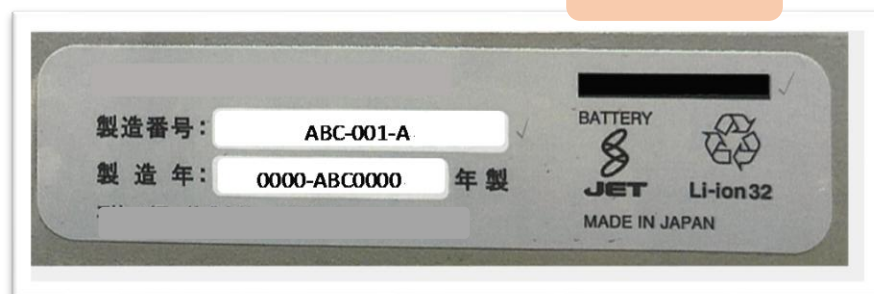 製造番号： ABC-001-A
製 造 年： 0000-ABC0000 年 製
BATTERY
JET
Li-ion32
MADE IN JAPAN